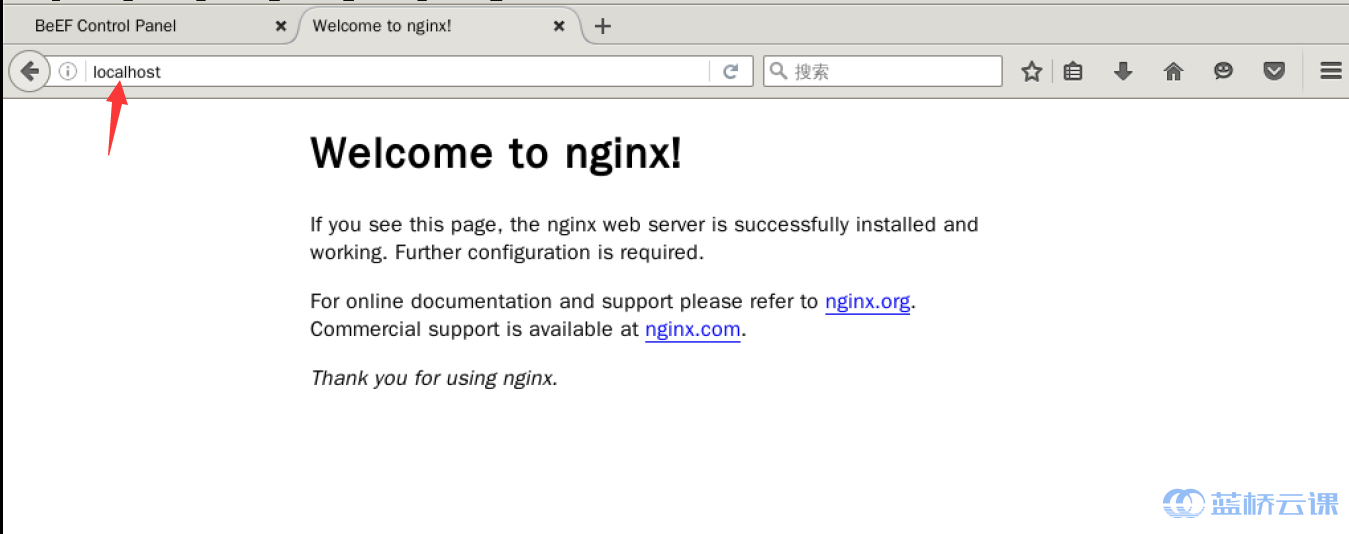 BeEF Control Panel
Welcome to nginx!
localhost
搜索
Welcome to nginx!
If you see this page, the nginx web server is successfully installed and
working. Further configuration is required.
For online documentation and support please refer to nginx.org.
Commercial support is available at nginx.com.
Thank you for using nginx.
蓝桥云课